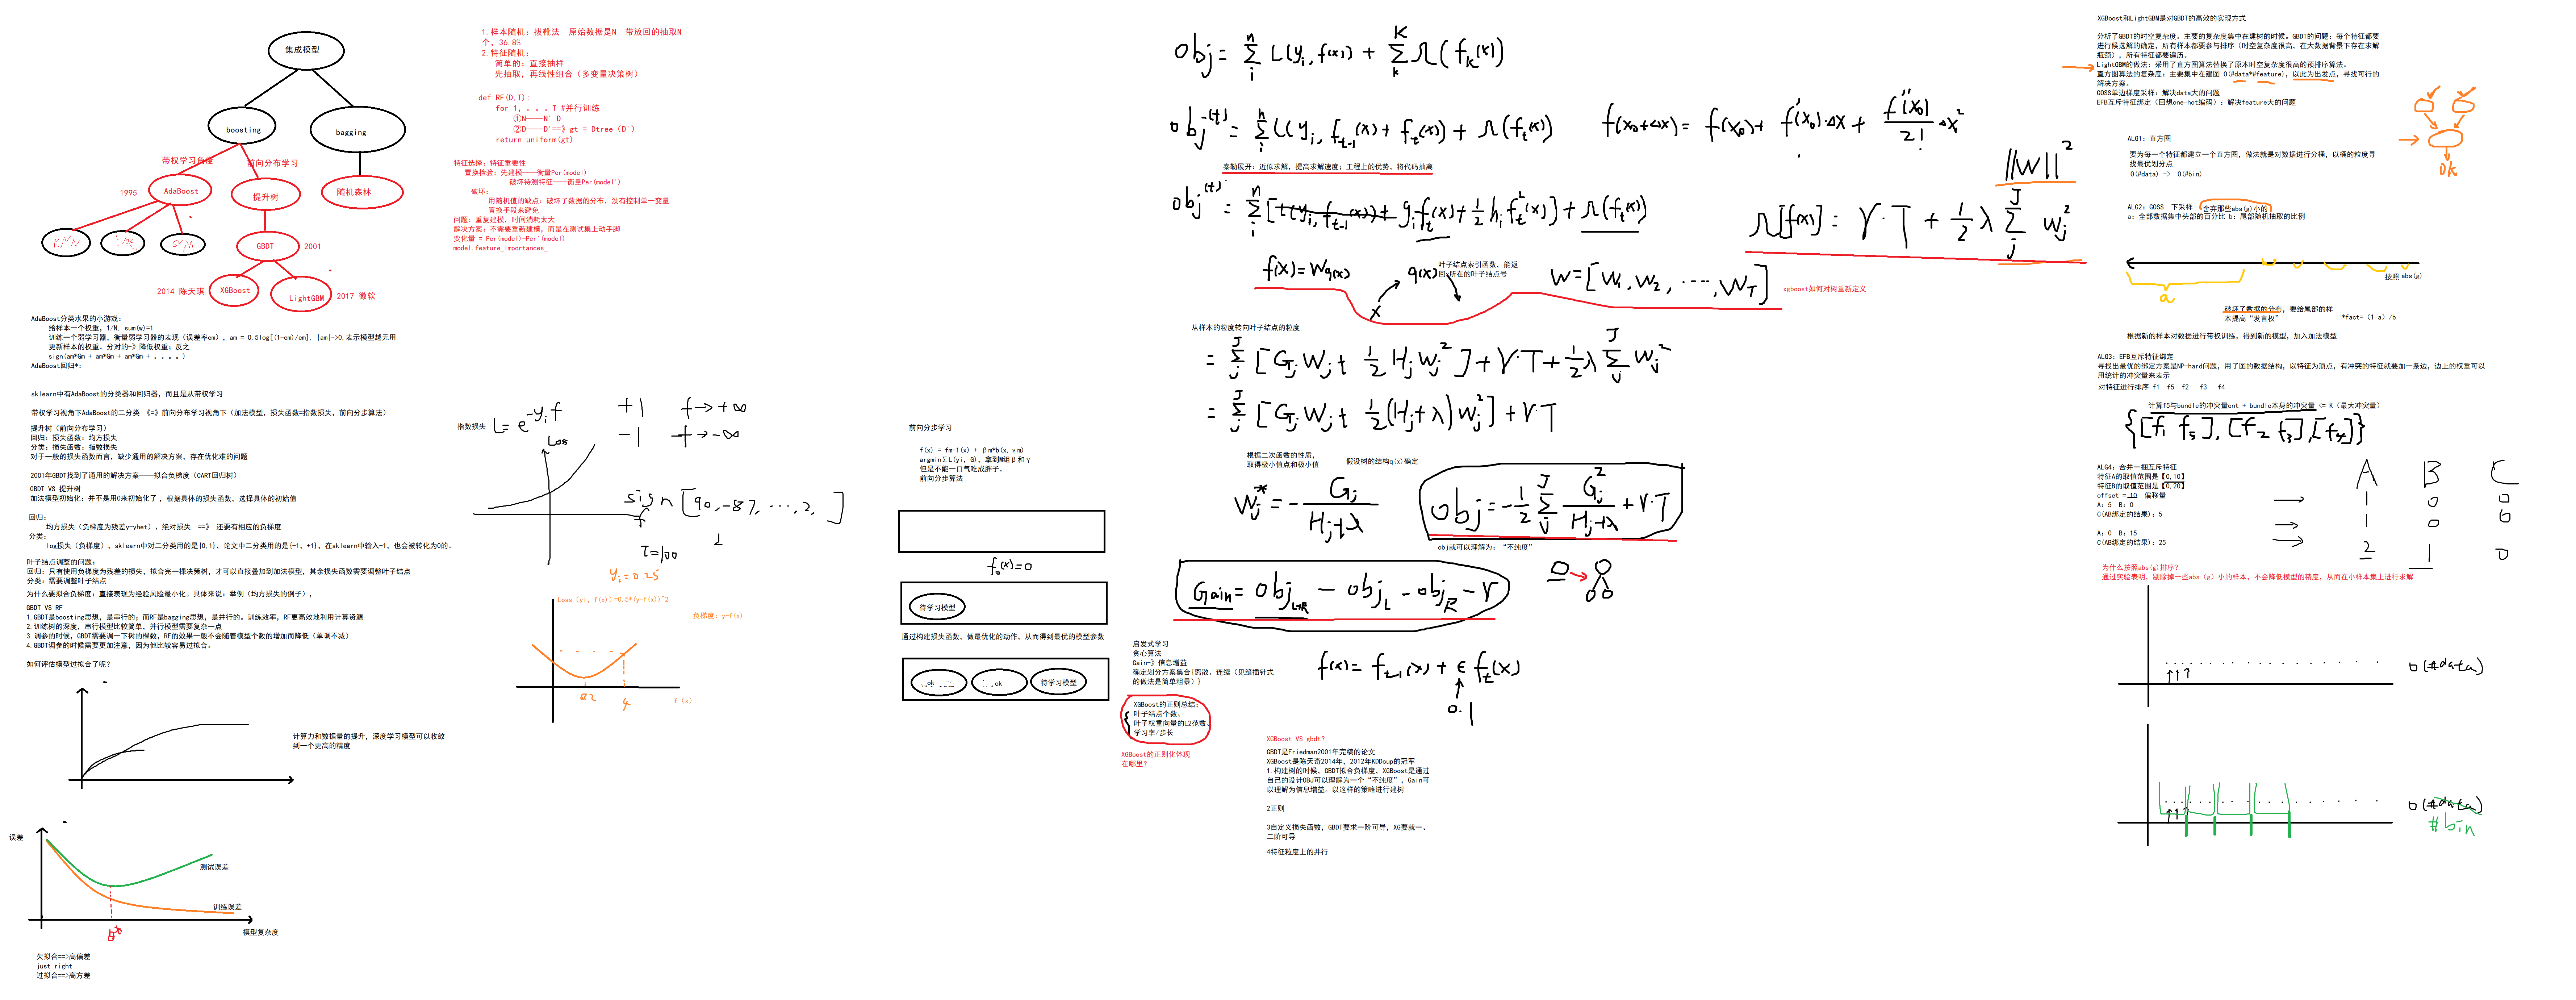 集成模型
boosting
bagging
带权学习角度
前向分布学习
1995
AdaBoost
提升树
随机森林
KNN
tree
SVM
GBDT
2001
2014 陈天琪
XGBoost
LightGBM
2017 微软
AdaBoost分类水果的小游戏:
给样本一个权重, 1/N. sum(w)=1
训练一个弱学习器, 衡量弱学习器的表现 (误差率em), am = 0.5log[(1-em)/em]. |am|->0,表示模型越无用
更新样本的权重。分对的-》降低权重; 反之
sign(am*Gm + am*Gm + am*Gm + 。。。。)
AdaBoost回归*:
sklearn中有AdaBoost的分类器和回归器, 而且是从带权学习
带权学习视角下AdaBoost的二分类 《=》前向分布学习视角下 (加法模型, 损失函数=指数损失, 前向分步算法)
提升树 (前向分布学习)
回归: 损失函数: 均方损失
分类: 损失函数: 指数损失
对于一般的损失函数而言, 缺少通用的解决方案, 存在优化难的问题
2001年GBDT找到了通用的解决方案——拟合负梯度 (CART回归树)
GBDT VS 提升树
加法模型初始化: 并不是用0来初始化了 , 根据具体的损失函数, 选择具体的初始值
回归:
均方损失 (负梯度为残差y-yhet)、绝对损失 ==》 还要有相应的负梯度
分类:
log损失 (负梯度), sklearn中对二分类用的是{0,1}, 论文中二分类用的是{-1, +1}, 在sklearn中输入-1, 也会被转化为0的。
叶子结点调整的问题:
回归: 只有使用负梯度为残差的损失, 拟合完一棵决策树, 才可以直接叠加到加法模型, 其余损失函数需要调整叶子结点
分类: 需要调整叶子结点
为什么要拟合负梯度: 直接表现为经验风险最小化。具体来说: 举例 (均方损失的例子),
GBDT VS RF
1.GBDT是boosting思想, 是串行的; 而RF是bagging思想, 是并行的。训练效率, RF更高效地利用计算资源
2.训练树的深度, 串行模型比较简单, 并行模型需要复杂一点
3.调参的时候, GBDT需要调一下树的棵数, RF的效果一般不会随着模型个数的增加而降低 (单调不减)
4.GBDT调参的时候需要更加注意, 因为他比较容易过拟合。
如何评估模型过拟合了呢?
计算力和数据量的提升, 深度学习模型可以收敛
到一个更高的精度
误差
测试误差
训练误差
模型复杂度
θ*
欠拟合==>高偏差
just right
过拟合==>高方差
1.样本随机: 拔靴法 原始数据是N 带放回的抽取N
个, 36.8%
2.特征随机:
简单的: 直接抽样
先抽取, 再线性组合 (多变量决策树)
def RF(D,T):
for 1, 。。。T #并行训练
①N——N' D
②D——D'==》gt = Dtree (D')
return uniform(gt)
特征选择: 特征重要性
置换检验: 先建模——衡量Per(model)
破坏待测特征——衡量Per(model')
破坏:
用随机值的缺点: 破坏了数据的分布, 没有控制单一变量
置换手段来避免
问题: 重复建模, 时间消耗太大
解决方案: 不需要重新建模, 而是在测试集上动手脚
变化量 = Per(model)-Per'(model)
model.feature_importances_
指数损失 L= e^-yi f
+1 f→+∞
-1 f→-∞
Loss
sign [90, -87, ..., 2, ]
f
T=100
1
yi=0.25
Loss (yi, f(x))=0.5*(y-f(x))^2
负梯度: y-f(x)
4
f (x)
前向分步学习
f(x) = fm-1(x) + βm*b(x,γm)
argmin∑L(yi, G), 拿到M组β和γ
但是不能一口气吃成胖子。
前向分步算法
f0(x)=0
待学习模型
通过构建损失函数, 做最优化的动作, 从而得到最优的模型参数
ok
ok
待学习模型
obj = Σ_i^n L(yi, f(x)) + Σ_k^K Ω(fk(x))
obj^(t) = Σ_i^n L(yi, f_t-1(x) + f_t(x)) + Ω(f_t(x))
f(x0+Δx) = f(x0) + f'(x0)·Δx + f''(x0)/2! Δx²
泰勒展开: 近似求解, 提高求解速度; 工程上的优势, 将代码抽离
||W||²
obj^(t) = Σ_i^n [L(yi, f_t-1(x)) + gi f_t(x) + 1/2 hi f_t²(x)] + Ω(f_t(x))
Ω[f(x)] = γ·T + 1/2 λ Σ_j^J wj²
f(x) = W_q(x)
q(x)
叶子结点索引函数, 能返
回x所在的叶子结点号
x
W=[W1, W2, ..., WT]
xgboost如何对树重新定义
从样本的粒度转向叶子结点的粒度
= Σ_j^J [Gj Wj + 1/2 Hj Wj²] + γ·T + 1/2 λ Σ_j^J Wj²
= Σ_j^J [Gj Wj + 1/2 (Hj+λ) Wj²] + γ·T
根据二次函数的性质,
取得极小值点和极小值
假设树的结构q(x)确定
Wj* = - Gj / (Hj+λ)
obj = -1/2 Σ_j^J Gj²/(Hj+λ) + γ·T
obj就可以理解为: “不纯度”
Gain = obj_L+R - obj_L - obj_R - γ
启发式学习
贪心算法
Gain-》信息增益
确定划分方案集合{离散、连续 (见缝插针式
的做法是简单粗暴) }
f(x) = f_t-1(x) + ε f_t(x)
0.1
XGBoost的正则总结:
叶子结点个数、
叶子权重向量的L2范数、
学习率/步长
XGBoost的正则化体现
在哪里?
XGBoost VS gbdt?
GBDT是Friedman2001年完稿的论文
XGBoost是陈天奇2014年, 2012年KDDcup的冠军
1.构建树的时候, GBDT拟合负梯度, XGBoost是通过
自己的设计OBJ可以理解为一个“不纯度”, Gain可
以理解为信息增益。以这样的策略进行建树
2正则
3自定义损失函数, GBDT要求一阶可导, XG要就一、
二阶可导
4特征粒度上的并行
XGBoost和LightGBM是对GBDT的高效的实现方式
分析了GBDT的时空复杂度。主要的复杂度集中在建树的时候。GBDT的问题: 每个特征都要
进行候选解的确定, 所有样本都要参与排序 (时空复杂度很高, 在大数据背景下存在求解
瓶颈), 所有特征都要遍历。
LightGBM的做法: 采用了直方图算法替换了原本时空复杂度很高的预排序算法。
直方图算法的复杂度: 主要集中在建图 O(#data*#feature), 以此为出发点, 寻找可行的
解决方案。
GOSS单边梯度采样: 解决data大的问题
EFB互斥特征绑定 (回想one-hot编码) : 解决feature大的问题
ok
ALG1: 直方图
要为每一个特征都建立一个直方图, 做法就是对数据进行分桶, 以桶的粒度寻
找最优划分点
O(#data) -> O(#bin)
ALG2: GOSS 下采样 舍弃那些abs(g)小的
a: 全部数据集中头部的百分比 b: 尾部随机抽取的比例
按照 abs(g)
a
破坏了数据的分布, 要给尾部的样
本提高“发言权”
*fact= (1-a) /b
根据新的样本对数据进行带权训练, 得到新的模型, 加入加法模型
ALG3: EFB互斥特征绑定
寻找出最优的绑定方案是NP-hard问题, 用了图的数据结构, 以特征为顶点, 有冲突的特征就要加一条边, 边上的权重可以
用统计的冲突量来表示
对特征进行排序 f1 f5 f2 f3 f4
计算f5与bundle的冲突量cnt + bundle本身的冲突量 <= K (最大冲突量)
{[f1 f5], [f2 f3], [f4]}
ALG4: 合并一捆互斥特征
特征A的取值范围是【0,10】
特征B的取值范围是【0,20】
offset = 10 偏移量
A: 5 B: 0
C(AB绑定的结果): 5
A: 0 B: 15
C(AB绑定的结果): 25
A B C
1 0 0
1 0 0
2 1 0
为什么按照abs(g)排序?
通过实验表明, 剔除掉一些abs (g) 小的样本, 不会降低模型的精度, 从而在小样本集上进行求解
O(#data)
O(#data)
#bin